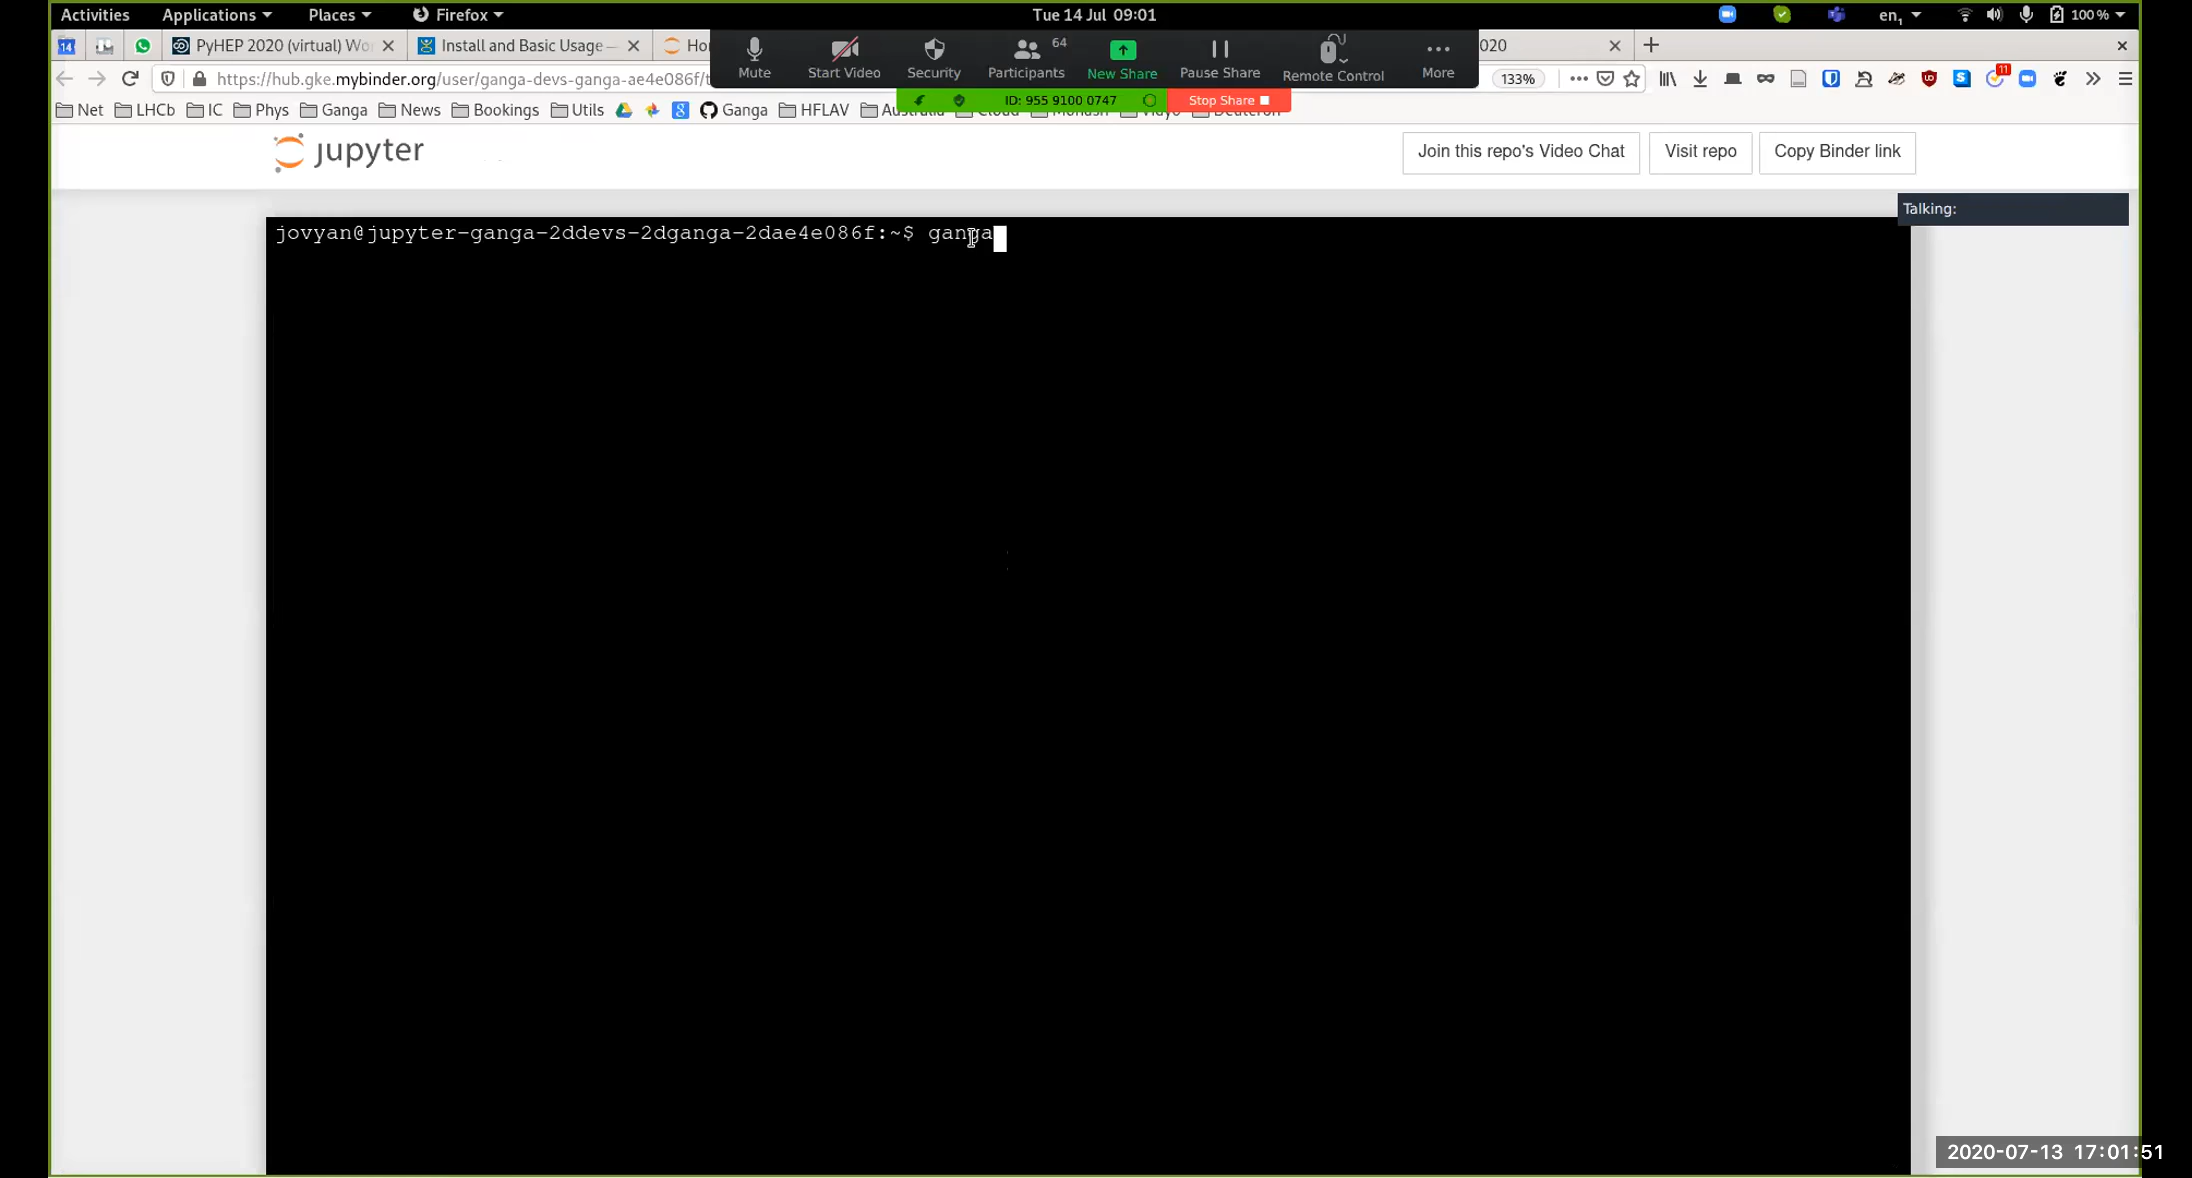 Activities Applications Places Firefox Tue 14 Jul 09:01 en1 100 %
14 PyHEP 2020 (virtual) Wo Install and Basic Usage — Ho 020
Mute Start Video Security Participants 64 New Share Pause Share Remote Control More
https://hub.gke.mybinder.org/user/ganga-devs-ganga-ae4e086f/t 133% 11
ID: 955 9100 0747 Stop Share
Net LHCb IC Phys Ganga News Bookings Utils Ganga HFLAV
jupyter Join this repo's Video Chat Visit repo Copy Binder link
Talking:
jovyan@jupyter-ganga-2ddevs-2dganga-2dae4e086f:~$ ganga
2020-07-13 17:01:51